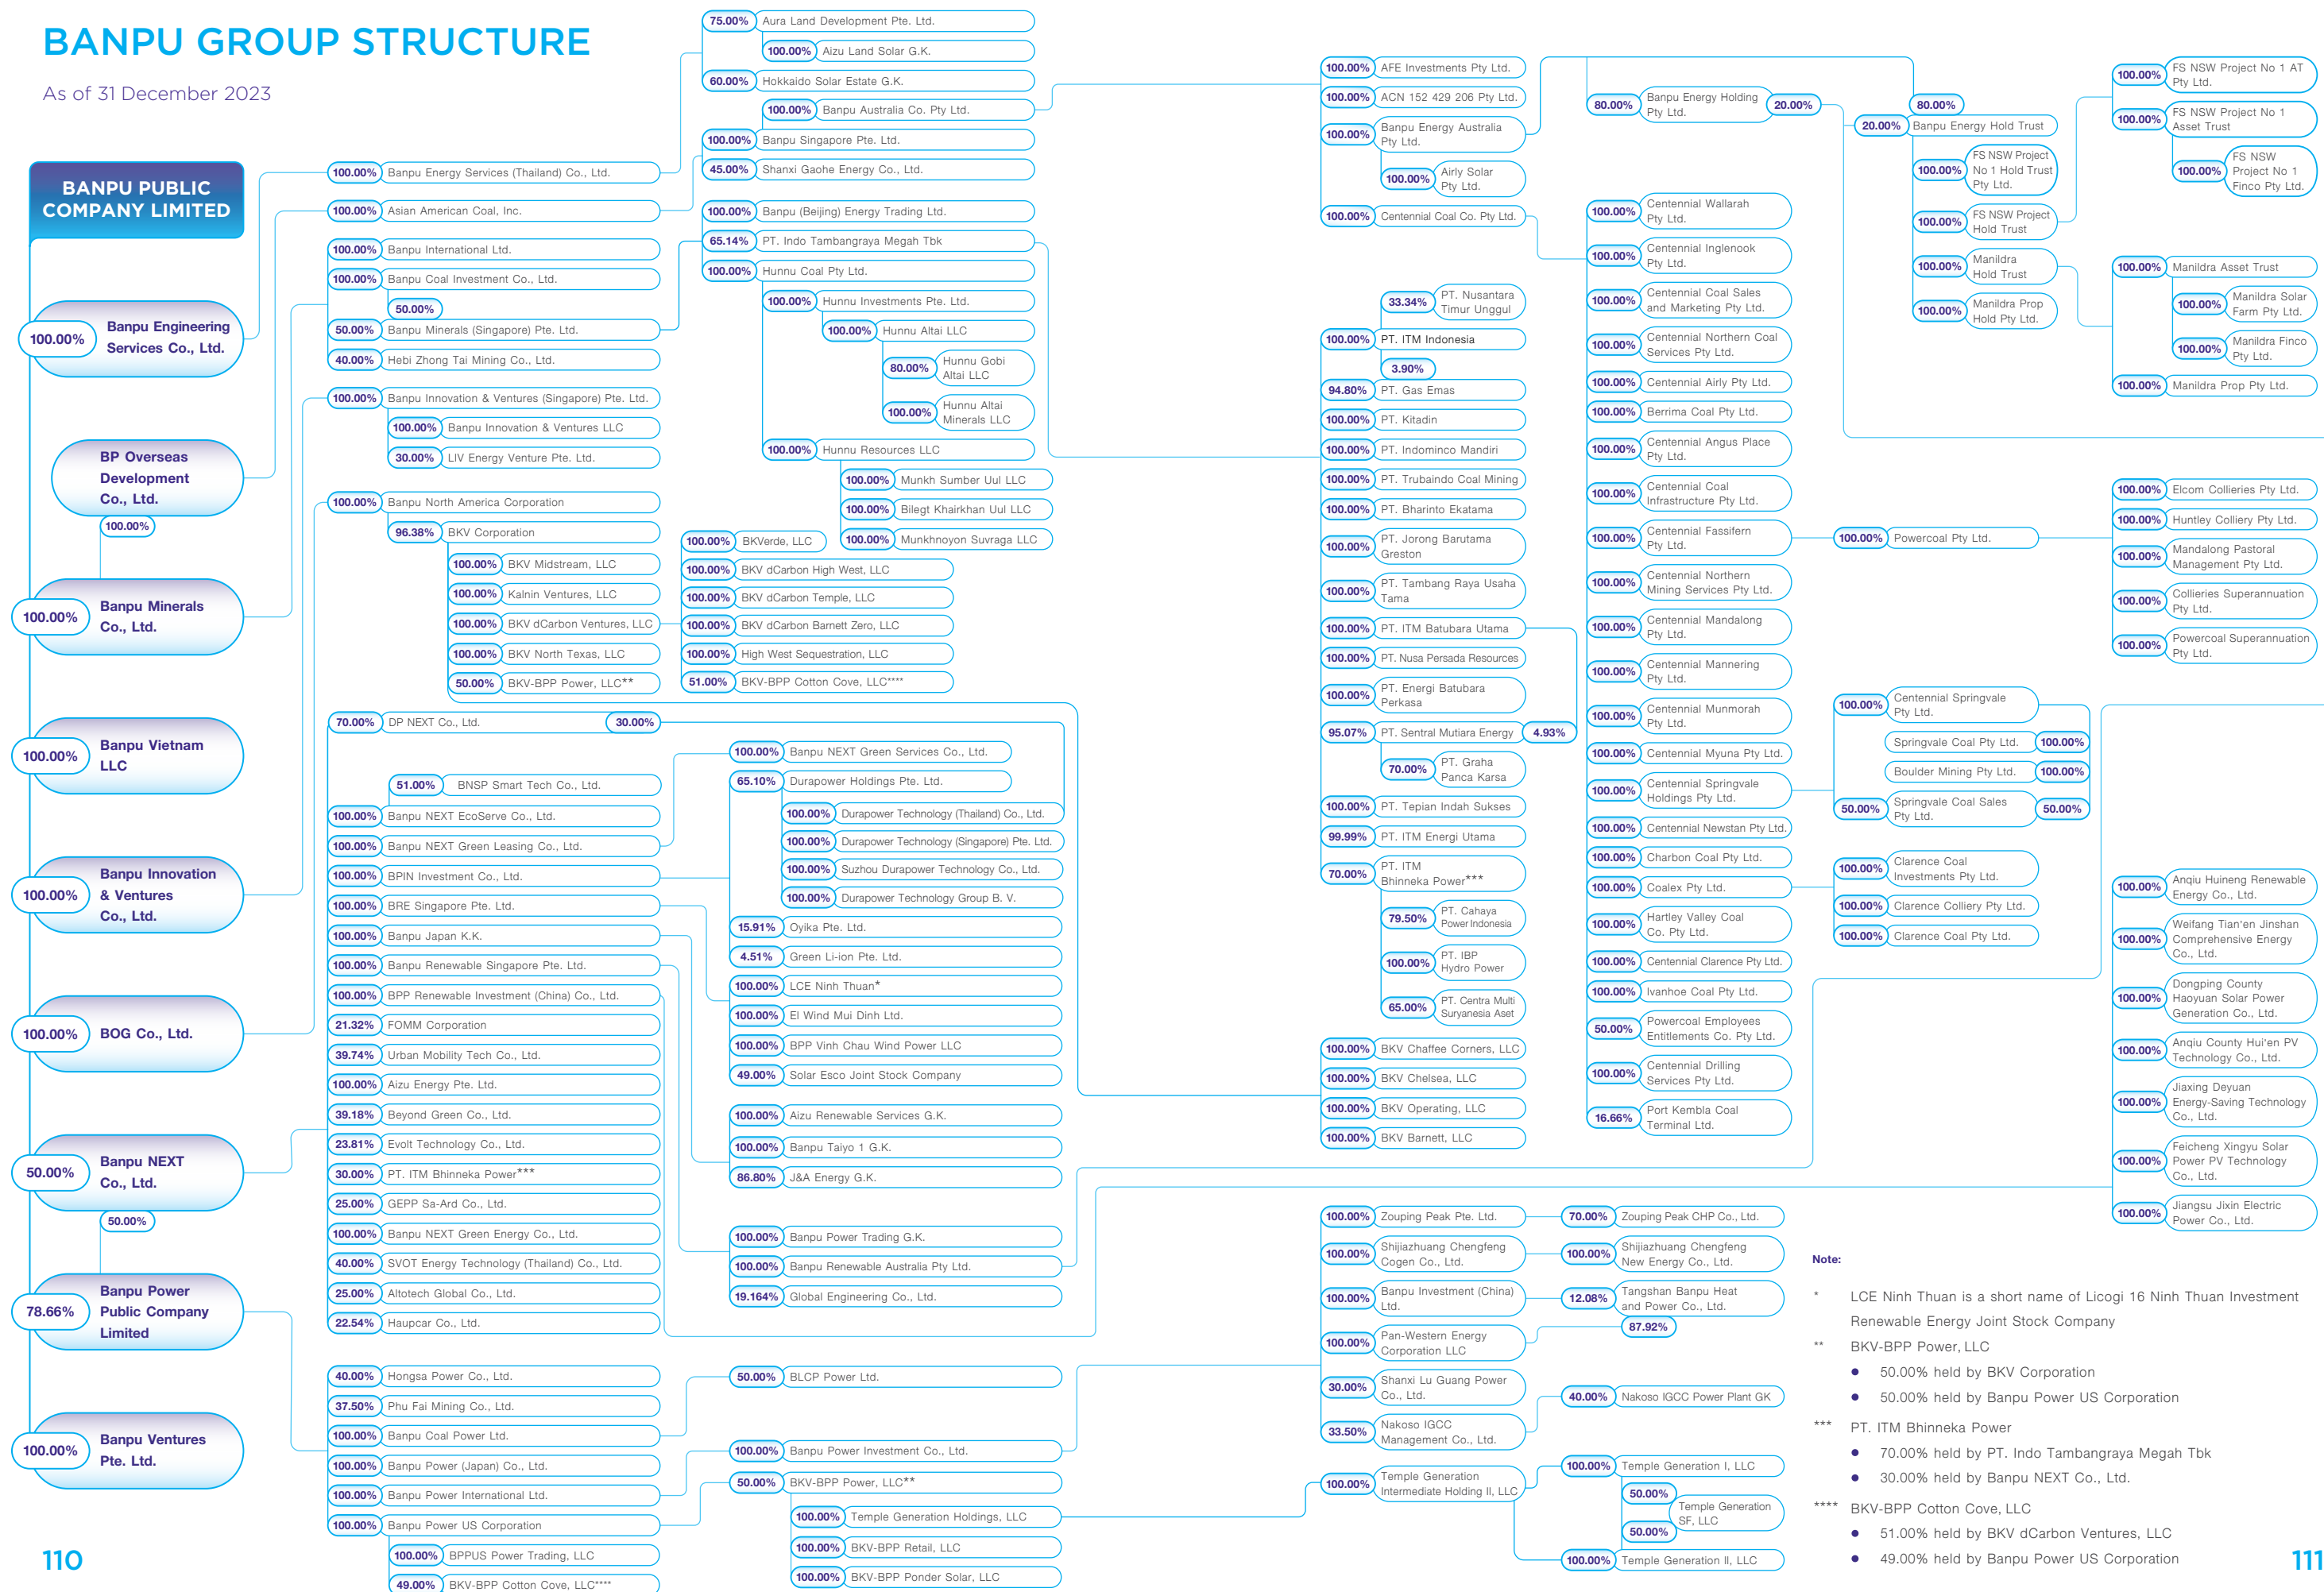 BANPU GROUP STRUCTURE
As of 31 December 2023
BANPU PUBLIC
COMPANY LIMITED
100.00%
Banpu Engineering
Services Co., Ltd.
BP Overseas
Development
Co., Ltd.
100.00%
100.00%
Banpu Minerals
Co., Ltd.
100.00%
Banpu Vietnam
LLC
100.00%
Banpu Innovation
& Ventures
Co., Ltd.
100.00%
BOG Co., Ltd.
50.00%
Banpu NEXT
Co., Ltd.
50.00%
78.66%
Banpu Power
Public Company
Limited
100.00%
Banpu Ventures
Pte. Ltd.
100.00% Banpu Energy Services (Thailand) Co., Ltd.
100.00% Asian American Coal, Inc.
100.00% Banpu International Ltd.
100.00% Banpu Coal Investment Co., Ltd.
50.00%
50.00% Banpu Minerals (Singapore) Pte. Ltd.
40.00% Hebi Zhong Tai Mining Co., Ltd.
100.00% Banpu Innovation & Ventures (Singapore) Pte. Ltd.
100.00% Banpu Innovation & Ventures LLC
30.00% LIV Energy Venture Pte. Ltd.
100.00% Banpu North America Corporation
96.38% BKV Corporation
100.00% BKV Midstream, LLC
100.00% Kalnin Ventures, LLC
100.00% BKV dCarbon Ventures, LLC
100.00% BKV North Texas, LLC
50.00% BKV-BPP Power, LLC**
70.00% DP NEXT Co., Ltd. 30.00%
51.00% BNSP Smart Tech Co., Ltd.
100.00% Banpu NEXT EcoServe Co., Ltd.
100.00% Banpu NEXT Green Leasing Co., Ltd.
100.00% BPIN Investment Co., Ltd.
100.00% BRE Singapore Pte. Ltd.
100.00% Banpu Japan K.K.
100.00% Banpu Renewable Singapore Pte. Ltd.
100.00% BPP Renewable Investment (China) Co., Ltd.
21.32% FOMM Corporation
39.74% Urban Mobility Tech Co., Ltd.
100.00% Aizu Energy Pte. Ltd.
39.18% Beyond Green Co., Ltd.
23.81% Evolt Technology Co., Ltd.
30.00% PT. ITM Bhinneka Power***
25.00% GEPP Sa-Ard Co., Ltd.
100.00% Banpu NEXT Green Energy Co., Ltd.
40.00% SVOT Energy Technology (Thailand) Co., Ltd.
25.00% Altotech Global Co., Ltd.
22.54% Haupcar Co., Ltd.
40.00% Hongsa Power Co., Ltd.
37.50% Phu Fai Mining Co., Ltd.
100.00% Banpu Coal Power Ltd.
100.00% Banpu Power (Japan) Co., Ltd.
100.00% Banpu Power International Ltd.
100.00% Banpu Power US Corporation
100.00% BPPUS Power Trading, LLC
49.00% BKV-BPP Cotton Cove, LLC****
75.00% Aura Land Development Pte. Ltd.
100.00% Aizu Land Solar G.K.
60.00% Hokkaido Solar Estate G.K.
100.00% Banpu Australia Co. Pty Ltd.
100.00% Banpu Singapore Pte. Ltd.
45.00% Shanxi Gaohe Energy Co., Ltd.
100.00% Banpu (Beijing) Energy Trading Ltd.
65.14% PT. Indo Tambangraya Megah Tbk
100.00% Hunnu Coal Pty Ltd.
100.00% Hunnu Investments Pte. Ltd.
100.00% Hunnu Altai LLC
80.00% Hunnu Gobi
Altai LLC
100.00% Hunnu Altai
Minerals LLC
100.00% Hunnu Resources LLC
100.00% Munkh Sumber Uul LLC
100.00% Bilegt Khairkhan Uul LLC
100.00% Munkhnoyon Suvraga LLC
100.00% BKVerde, LLC
100.00% BKV dCarbon High West, LLC
100.00% BKV dCarbon Temple, LLC
100.00% BKV dCarbon Barnett Zero, LLC
100.00% High West Sequestration, LLC
51.00% BKV-BPP Cotton Cove, LLC****
100.00% Banpu NEXT Green Services Co., Ltd.
65.10% Durapower Holdings Pte. Ltd.
100.00% Durapower Technology (Thailand) Co., Ltd.
100.00% Durapower Technology (Singapore) Pte. Ltd.
100.00% Suzhou Durapower Technology Co., Ltd.
100.00% Durapower Technology Group B. V.
15.91% Oyika Pte. Ltd.
4.51% Green Li-ion Pte. Ltd.
100.00% LCE Ninh Thuan*
100.00% El Wind Mui Dinh Ltd.
100.00% BPP Vinh Chau Wind Power LLC
49.00% Solar Esco Joint Stock Company
100.00% Aizu Renewable Services G.K.
100.00% Banpu Taiyo 1 G.K.
86.80% J&A Energy G.K.
100.00% Banpu Power Trading G.K.
100.00% Banpu Renewable Australia Pty Ltd.
19.164% Global Engineering Co., Ltd.
50.00% BLCP Power Ltd.
100.00% Banpu Power Investment Co., Ltd.
50.00% BKV-BPP Power, LLC**
100.00% Temple Generation Holdings, LLC
100.00% BKV-BPP Retail, LLC
100.00% BKV-BPP Ponder Solar, LLC
100.00% AFE Investments Pty Ltd.
100.00% ACN 152 429 206 Pty Ltd.
100.00% Banpu Energy Australia
Pty Ltd.
100.00% Airly Solar
Pty Ltd.
100.00% Centennial Coal Co. Pty Ltd.
33.34% PT. Nusantara
Timur Unggul
100.00% PT. ITM Indonesia
3.90%
94.80% PT. Gas Emas
100.00% PT. Kitadin
100.00% PT. Indominco Mandiri
100.00% PT. Trubaindo Coal Mining
100.00% PT. Bharinto Ekatama
100.00% PT. Jorong Barutama
Greston
100.00% PT. Tambang Raya Usaha
Tama
100.00% PT. ITM Batubara Utama
100.00% PT. Nusa Persada Resources
100.00% PT. Energi Batubara
Perkasa
95.07% PT. Sentral Mutiara Energy 4.93%
70.00% PT. Graha
Panca Karsa
100.00% PT. Tepian Indah Sukses
99.99% PT. ITM Energi Utama
70.00% PT. ITM
Bhinneka Power***
79.50% PT. Cahaya
Power Indonesia
100.00% PT. IBP
Hydro Power
65.00% PT. Centra Multi
Suryanesia Aset
100.00% BKV Chaffee Corners, LLC
100.00% BKV Chelsea, LLC
100.00% BKV Operating, LLC
100.00% BKV Barnett, LLC
100.00% Zouping Peak Pte. Ltd.
100.00% Shijiazhuang Chengfeng
Cogen Co., Ltd.
100.00% Banpu Investment (China)
Ltd.
100.00% Pan-Western Energy
Corporation LLC
30.00% Shanxi Lu Guang Power
Co., Ltd.
33.50% Nakoso IGCC
Management Co., Ltd.
100.00% Temple Generation
Intermediate Holding II, LLC
70.00% Zouping Peak CHP Co., Ltd.
100.00% Shijiazhuang Chengfeng
New Energy Co., Ltd.
12.08% Tangshan Banpu Heat
and Power Co., Ltd.
87.92%
40.00% Nakoso IGCC Power Plant GK
100.00% Temple Generation I, LLC
50.00%
Temple Generation
SF, LLC
50.00%
100.00% Temple Generation II, LLC
80.00% Banpu Energy Holding
Pty Ltd. 20.00%
100.00% Centennial Wallarah
Pty Ltd.
100.00% Centennial Inglenook
Pty Ltd.
100.00% Centennial Coal Sales
and Marketing Pty Ltd.
100.00% Centennial Northern Coal
Services Pty Ltd.
100.00% Centennial Airly Pty Ltd.
100.00% Berrima Coal Pty Ltd.
100.00% Centennial Angus Place
Pty Ltd.
100.00% Centennial Coal
Infrastructure Pty Ltd.
100.00% Centennial Fassifern
Pty Ltd.
100.00% Centennial Northern
Mining Services Pty Ltd.
100.00% Centennial Mandalong
Pty Ltd.
100.00% Centennial Mannering
Pty Ltd.
100.00% Centennial Munmorah
Pty Ltd.
100.00% Centennial Myuna Pty Ltd.
100.00% Centennial Springvale
Holdings Pty Ltd.
100.00% Centennial Newstan Pty Ltd.
100.00% Charbon Coal Pty Ltd.
100.00% Coalex Pty Ltd.
100.00% Hartley Valley Coal
Co. Pty Ltd.
100.00% Centennial Clarence Pty Ltd.
100.00% Ivanhoe Coal Pty Ltd.
50.00% Powercoal Employees
Entitlements Co. Pty Ltd.
100.00% Centennial Drilling
Services Pty Ltd.
16.66% Port Kembla Coal
Terminal Ltd.
80.00%
20.00% Banpu Energy Hold Trust
100.00% FS NSW Project
No 1 Hold Trust
Pty Ltd.
100.00% FS NSW Project
Hold Trust
100.00% Manildra
Hold Trust
100.00% Manildra Prop
Hold Pty Ltd.
100.00% Powercoal Pty Ltd.
100.00% Centennial Springvale
Pty Ltd.
Springvale Coal Pty Ltd. 100.00%
Boulder Mining Pty Ltd. 100.00%
50.00% Springvale Coal Sales
Pty Ltd. 50.00%
100.00% Clarence Coal
Investments Pty Ltd.
100.00% Clarence Colliery Pty Ltd.
100.00% Clarence Coal Pty Ltd.
100.00% FS NSW Project No 1 AT
Pty Ltd.
100.00% FS NSW Project No 1
Asset Trust
100.00% FS NSW
Project No 1
Finco Pty Ltd.
100.00% Manildra Asset Trust
100.00% Manildra Solar
Farm Pty Ltd.
100.00% Manildra Finco
Pty Ltd.
100.00% Manildra Prop Pty Ltd.
100.00% Elcom Collieries Pty Ltd.
100.00% Huntley Colliery Pty Ltd.
100.00% Mandalong Pastoral
Management Pty Ltd.
100.00% Collieries Superannuation
Pty Ltd.
100.00% Powercoal Superannuation
Pty Ltd.
100.00% Anqiu Huineng Renewable
Energy Co., Ltd.
100.00% Weifang Tian'en Jinshan
Comprehensive Energy
Co., Ltd.
100.00% Dongping County
Haoyuan Solar Power
Generation Co., Ltd.
100.00% Anqiu County Hui'en PV
Technology Co., Ltd.
100.00% Jiaxing Deyuan
Energy-Saving Technology
Co., Ltd.
100.00% Feicheng Xingyu Solar
Power PV Technology
Co., Ltd.
100.00% Jiangsu Jixin Electric
Power Co., Ltd.
Note:
* LCE Ninh Thuan is a short name of Licogi 16 Ninh Thuan Investment
Renewable Energy Joint Stock Company
** BKV-BPP Power, LLC
● 50.00% held by BKV Corporation
● 50.00% held by Banpu Power US Corporation
*** PT. ITM Bhinneka Power
● 70.00% held by PT. Indo Tambangraya Megah Tbk
● 30.00% held by Banpu NEXT Co., Ltd.
**** BKV-BPP Cotton Cove, LLC
● 51.00% held by BKV dCarbon Ventures, LLC
● 49.00% held by Banpu Power US Corporation
110
111